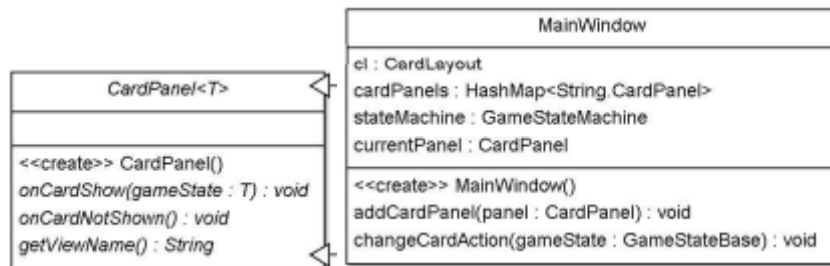 CardPanel<T>
<<create>> CardPanel()
onCardShow(gameState : T) : void
onCardNotShown() : void
getViewName() : String
MainWindow
cl : CardLayout
cardPanels : HashMap<String.CardPanel>
stateMachine : GameStateMachine
currentPanel : CardPanel
<<create>> MainWindow()
addCardPanel(panel : CardPanel) : void
changeCardAction(gameState : GameStateBase) : void